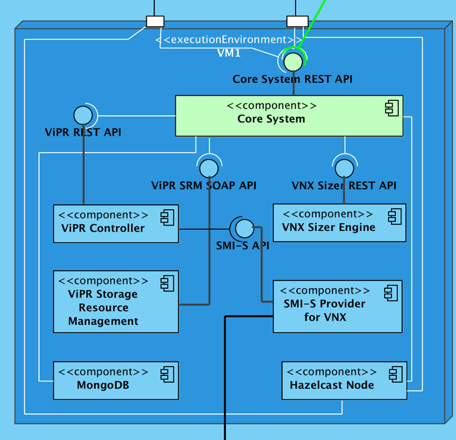 <<executionEnvironment>>
VM1
Core System REST API
<<component>>
Core System
ViPR REST API
ViPR SRM SOAP API
VNX Sizer REST API
<<component>>
ViPR Controller
<<component>>
VNX Sizer Engine
SMI-S API
<<component>>
ViPR Storage
Resource
Management
<<component>>
SMI-S Provider
for VNX
<<component>>
MongoDB
<<component>>
Hazelcast Node